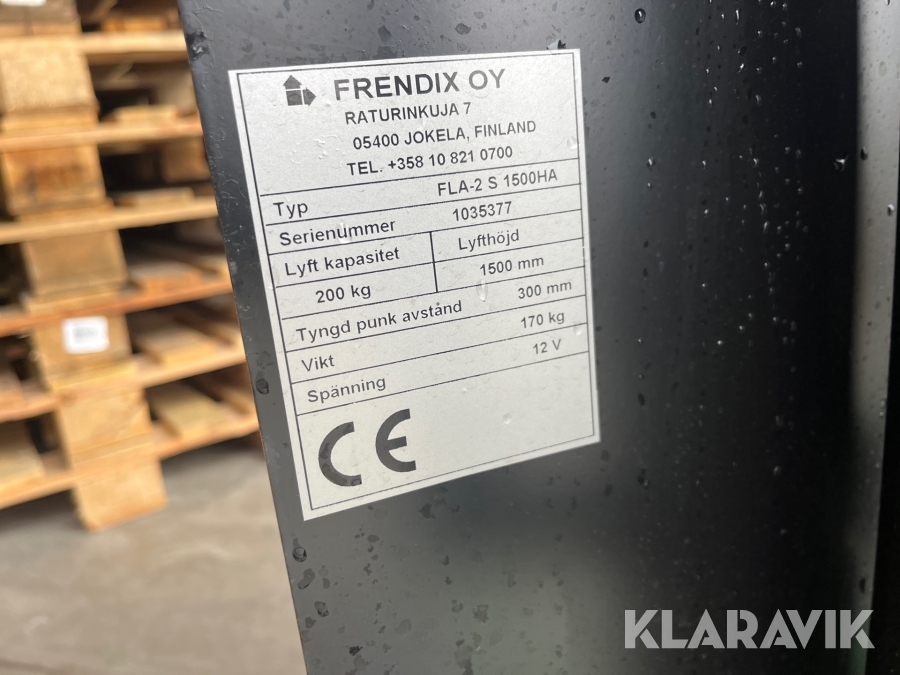 FRENDIX OY
RATURINKUJA 7
05400 JOKELA, FINLAND
TEL. +358 10 821 0700
Typ FLA-2 S 1500HA
Serienummer 1035377
Lyft kapasitet Lyfthöjd
200 kg 1500 mm
Tyngd punk avstånd 300 mm
Vikt 170 kg
Spänning 12 V
CE
KLARAVIK